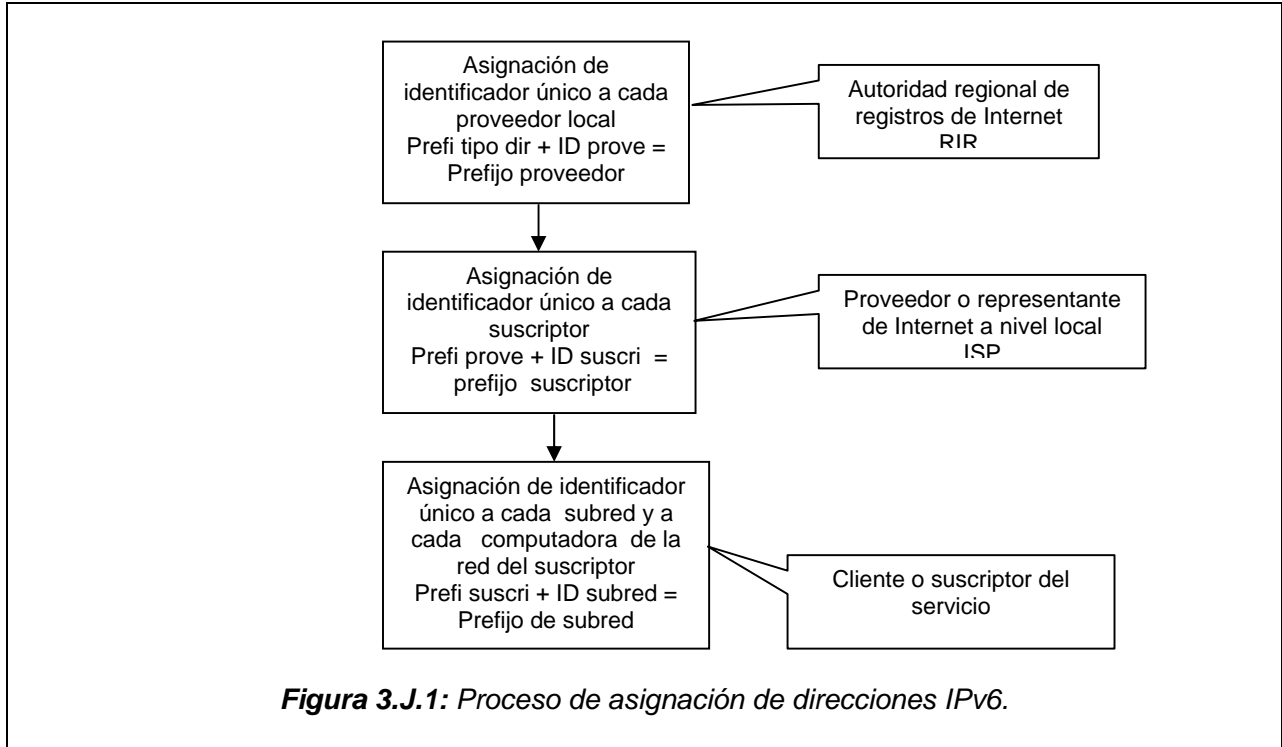 Asignación de
identificador único a cada
proveedor local
Prefi tipo dir + ID prove =
Prefijo proveedor
Autoridad regional de
registros de Internet
RIR
Asignación de
identificador único a cada
suscriptor
Prefi prove + ID suscri =
prefijo suscriptor
Proveedor o representante
de Internet a nivel local
ISP
Asignación de identificador
único a cada subred y a
cada computadora de la
red del suscriptor
Prefi suscri + ID subred =
Prefijo de subred
Cliente o suscriptor del
servicio
Figura 3.J.1: Proceso de asignación de direcciones IPv6.